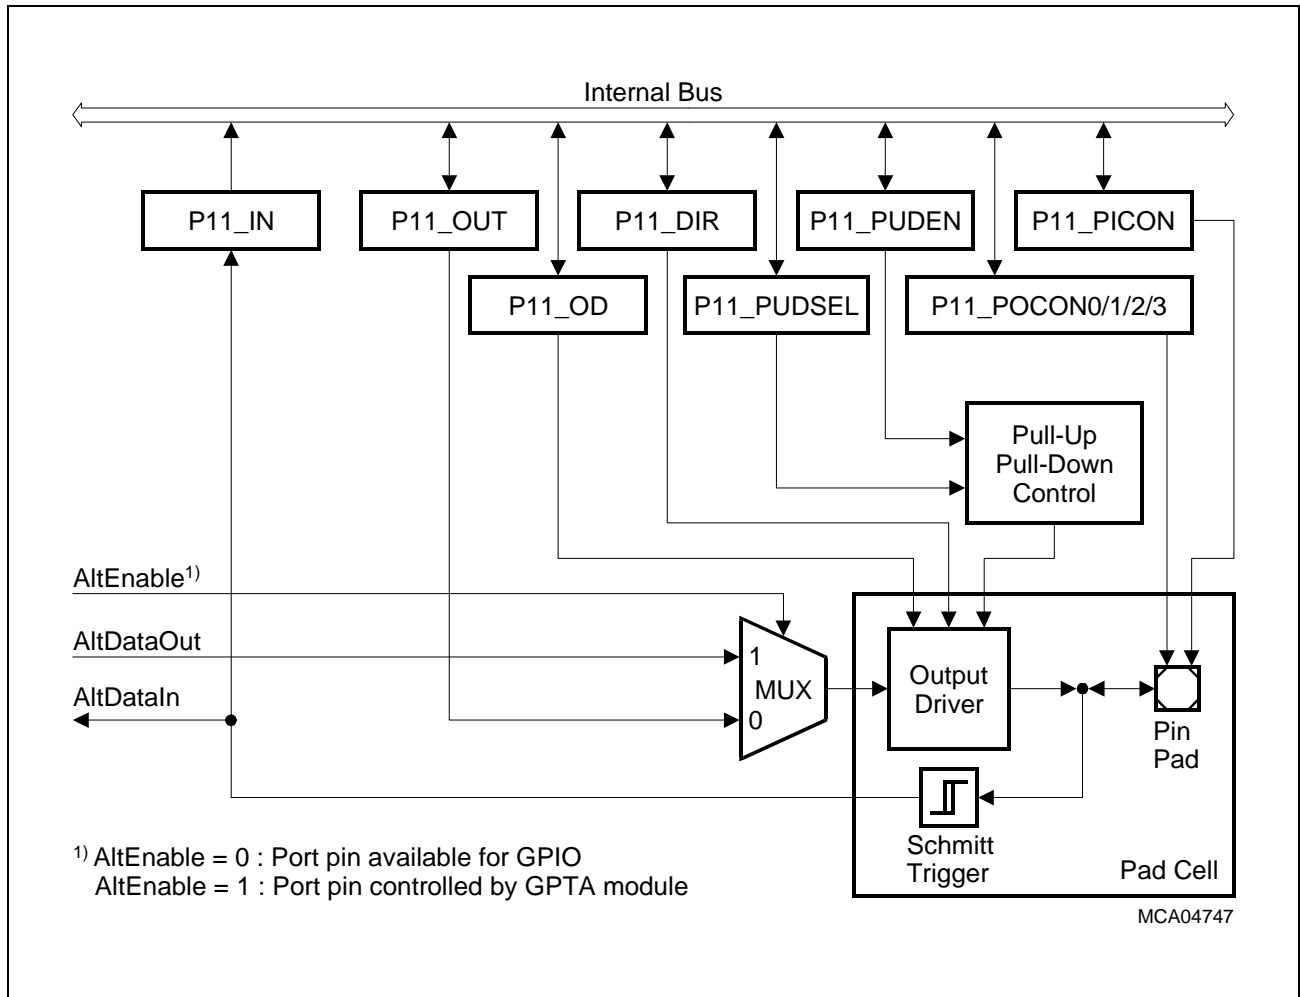 Internal Bus
P11_IN
P11_OUT
P11_DIR
P11_PUDEN
P11_PICON
P11_OD
P11_PUDSEL
P11_POCON0/1/2/3
Pull-Up
Pull-Down
Control
AltEnable1)
AltDataOut
AltDataIn
1
MUX
0
Output
Driver
Pin
Pad
Schmitt
Trigger
Pad Cell
1) AltEnable = 0 : Port pin available for GPIO
AltEnable = 1 : Port pin controlled by GPTA module
MCA04747